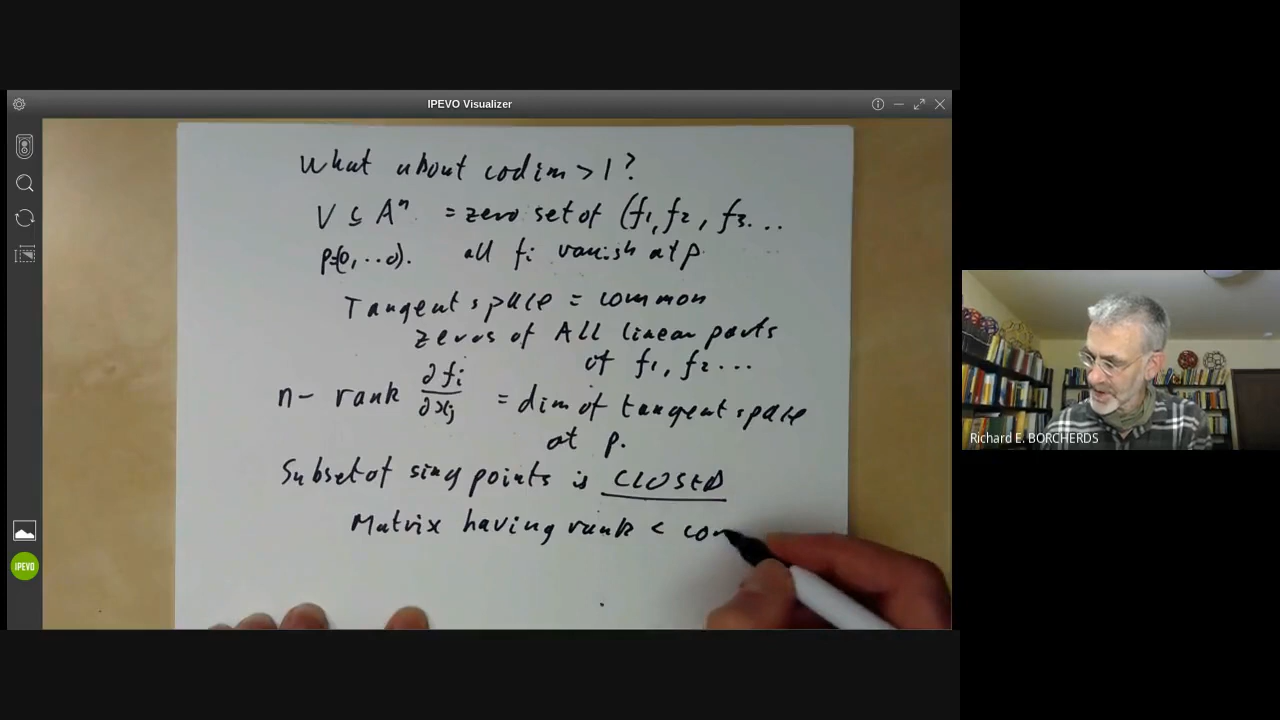 IPEVO Visualizer
What about codim > 1?
V ⊆ Aⁿ = zero set of (f₁, f₂, f₃...
p=(0,...0). all fᵢ vanish at p.
Tangent space = common
zeros of ALL linear parts
of f₁, f₂...
n - rank ∂fᵢ/∂xⱼ = dim of tangent space
at p.
Subset of sing points is CLOSED
Matrix having rank < con
IPEVO
Richard E. BORCHERDS